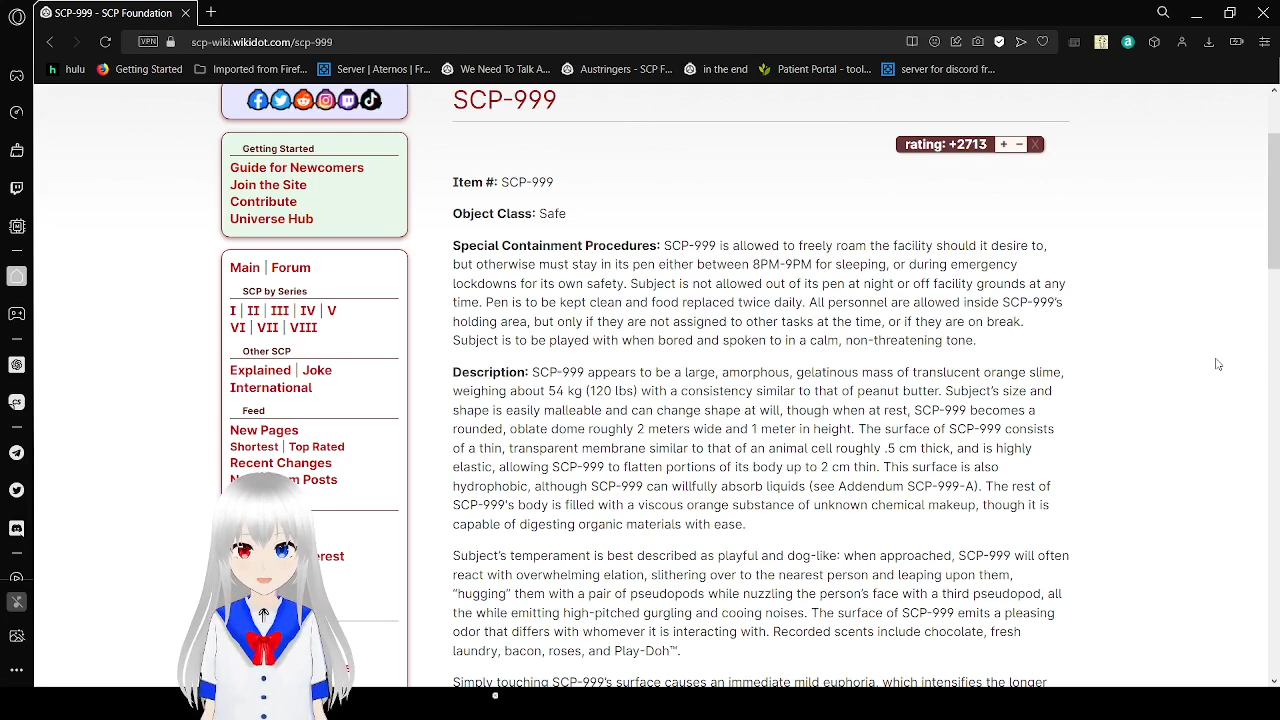 SCP-999 - SCP Foundation
VPN scp-wiki.wikidot.com/scp-999
hulu Getting Started Imported from Firef... Server | Aternos | Fr... We Need To Talk A... Austringers - SCP F... in the end Patient Portal - tool... server for discord fr...
SCP-999
rating: +2713 + − X
Getting Started
Guide for Newcomers
Join the Site
Contribute
Universe Hub
Main | Forum
SCP by Series
I | II | III | IV | V
VI | VII | VIII
Other SCP
Explained | Joke
International
Feed
New Pages
Shortest | Top Rated
Recent Changes
Posts
Item #: SCP-999
Object Class: Safe
Special Containment Procedures: SCP-999 is allowed to freely roam the facility should it desire to,
but otherwise must stay in its pen either between 8PM-9PM for sleeping, or during emergency
lockdowns for its own safety. Subject is not allowed out of its pen at night or off facility grounds at any
time. Pen is to be kept clean and food replaced twice daily. All personnel are allowed inside SCP-999's
holding area, but only if they are not assigned to other tasks at the time, or if they are on break.
Subject is to be played with when bored and spoken to in a calm, non-threatening tone.
Description: SCP-999 appears to be a large, amorphous, gelatinous mass of translucent orange slime,
weighing about 54 kg (120 lbs) with a consistency similar to that of peanut butter. Subject's size and
shape is easily malleable and can change shape at will, though when at rest, SCP-999 becomes a
rounded, oblate dome roughly 2 meters wide and 1 meter in height. The surface of SCP-999 consists
of a thin, transparent membrane similar to that of an animal cell roughly .5 cm thick, and is highly
elastic, allowing SCP-999 to flatten portions of its body up to 2 cm thin. This surface is also
hydrophobic, although SCP-999 can willfully absorb liquids (see Addendum SCP-999-A). The rest of
SCP-999's body is filled with a viscous orange substance of unknown chemical makeup, though it is
capable of digesting organic materials with ease.
Subject's temperament is best described as playful and dog-like: when approached, SCP-999 will often
react with overwhelming elation, slithering over to the nearest person and leaping upon them,
“hugging” them with a pair of pseudopods while nuzzling the person's face with a third pseudopod, all
the while emitting high-pitched gurgling and cooing noises. The surface of SCP-999 emits a pleasing
odor that differs with whomever it is interacting with. Recorded scents include chocolate, fresh
laundry, bacon, roses, and Play-Doh™.
Simply touching SCP-999's surface causes an immediate mild euphoria, which intensifies the longer